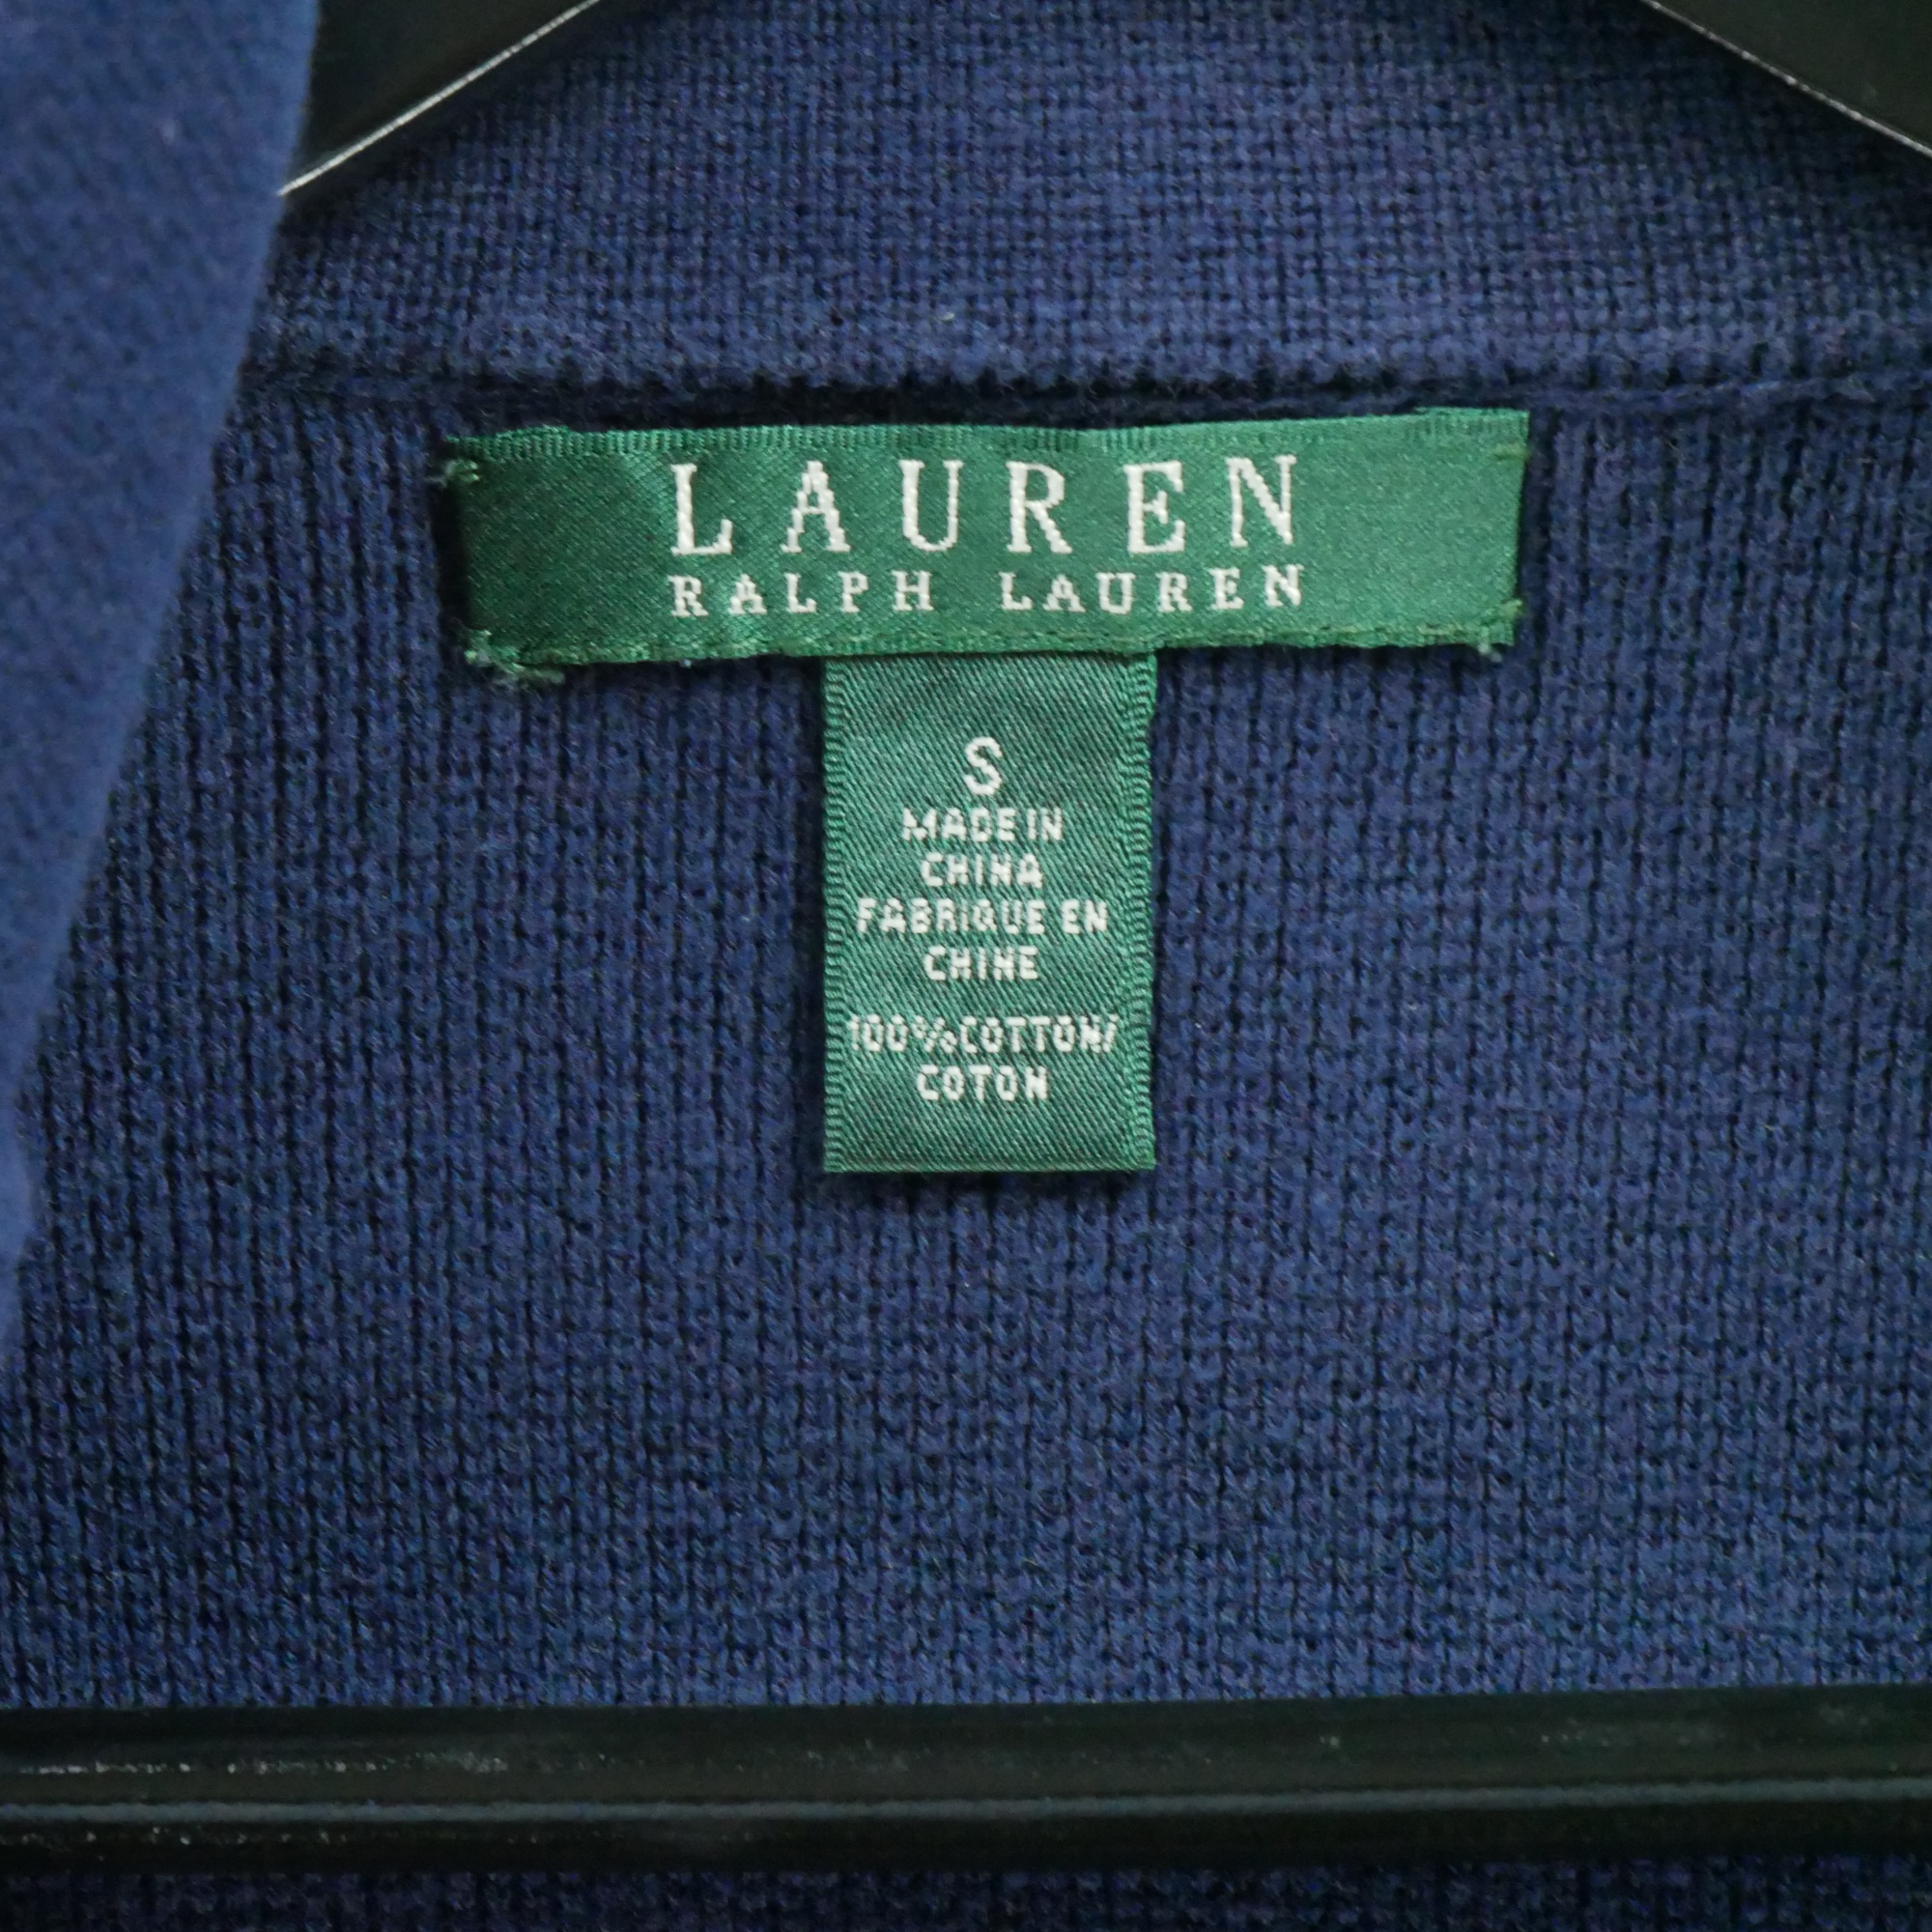 LAUREN
RALPH LAUREN
S
MADE IN
CHINA
FABRIQUE EN
CHINE
100% COTTON/
COTON